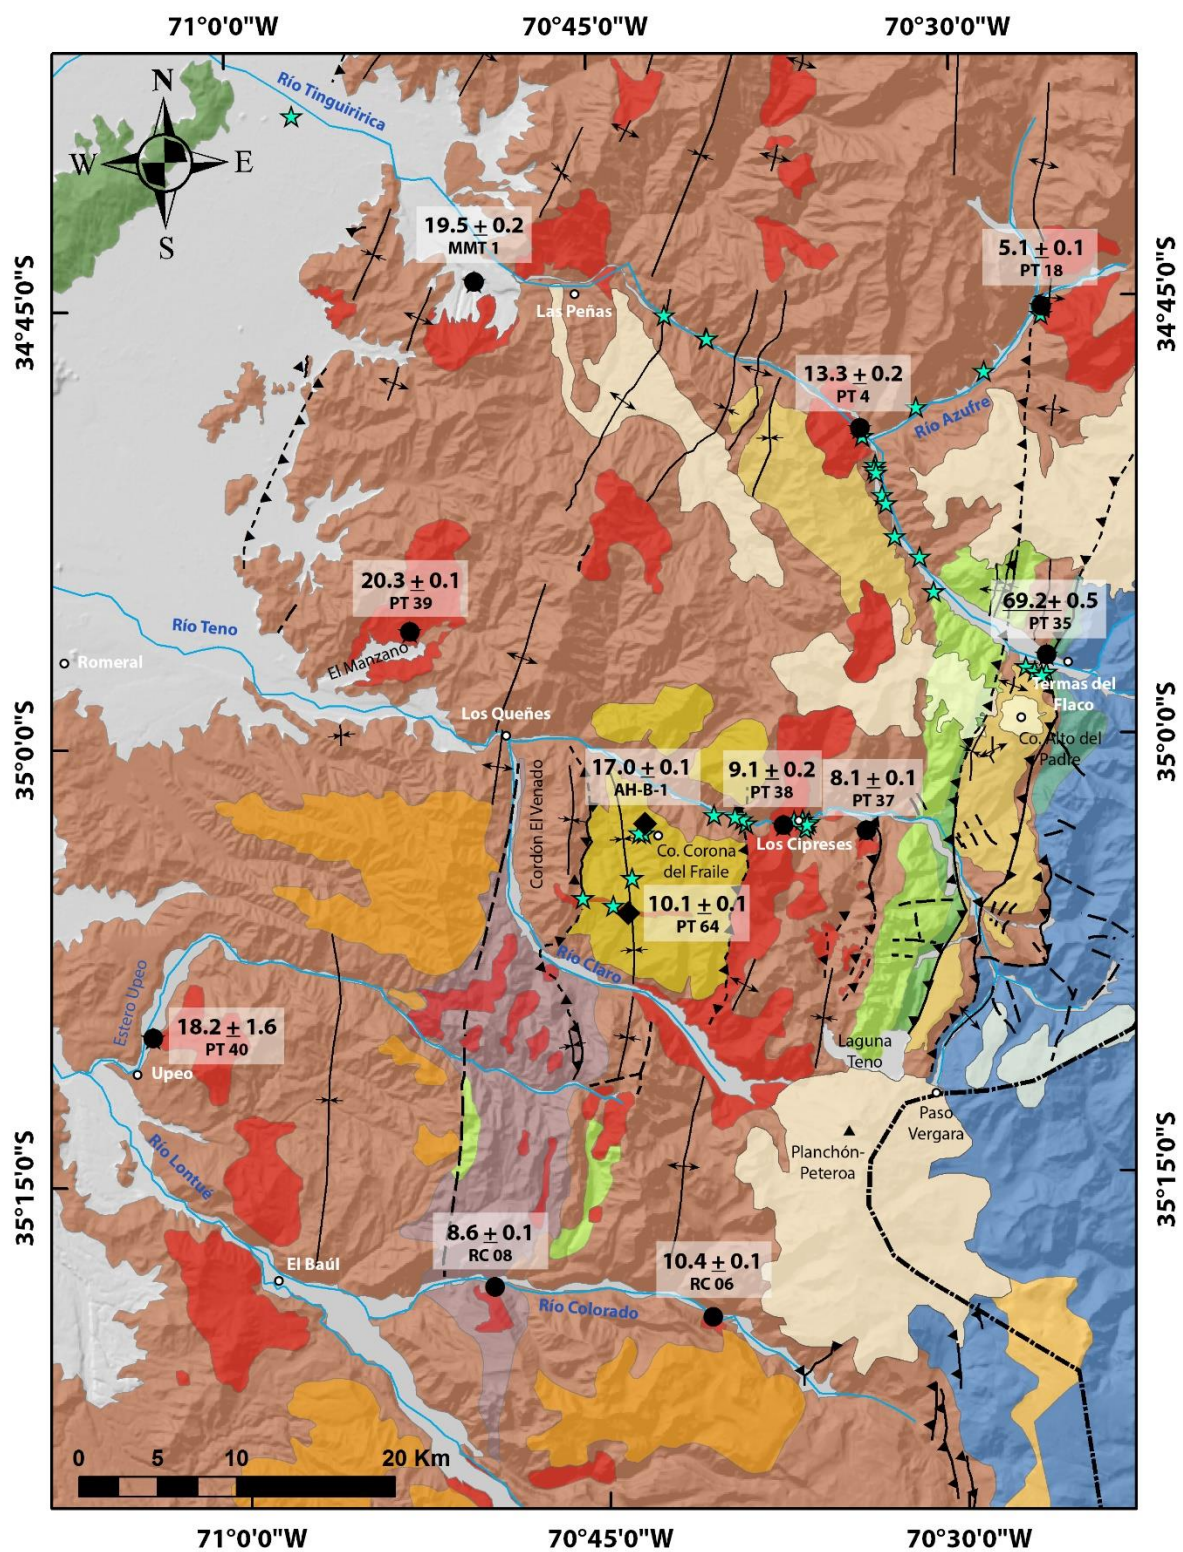 71°0'0"W
70°45'0"W
70°30'0"W
N
W
E
S
Río Tinguiririca
19.5 ± 0.2
MMT 1
5.1 ± 0.1
PT 18
34°45'0"S
34°45'0"S
Las Peñas
13.3 ± 0.2
PT 4
Río Azufre
20.3 ± 0.1
PT 39
69.2± 0.5
PT 35
Río Teno
Romeral
El Manzano
Termas del
Flaco
Los Queñes
Co. Alto del
Padre
35°0'0"S
35°0'0"S
17.0 ± 0.1
AH-B-1
9.1 ± 0.2
PT 38
8.1 ± 0.1
PT 37
Cordón El Venado
Los Cipreses
Co. Corona
del Fraile
10.1 ± 0.1
PT 64
Río Claro
Estero Upeo
18.2 ± 1.6
PT 40
Upeo
Laguna
Teno
Paso
Vergara
Río Lontué
Planchón-
Peteroa
35°15'0"S
35°15'0"S
8.6 ± 0.1
RC 08
El Baúl
10.4 ± 0.1
RC 06
Río Colorado
0
5
10
20 Km
71°0'0"W
70°45'0"W
70°30'0"W